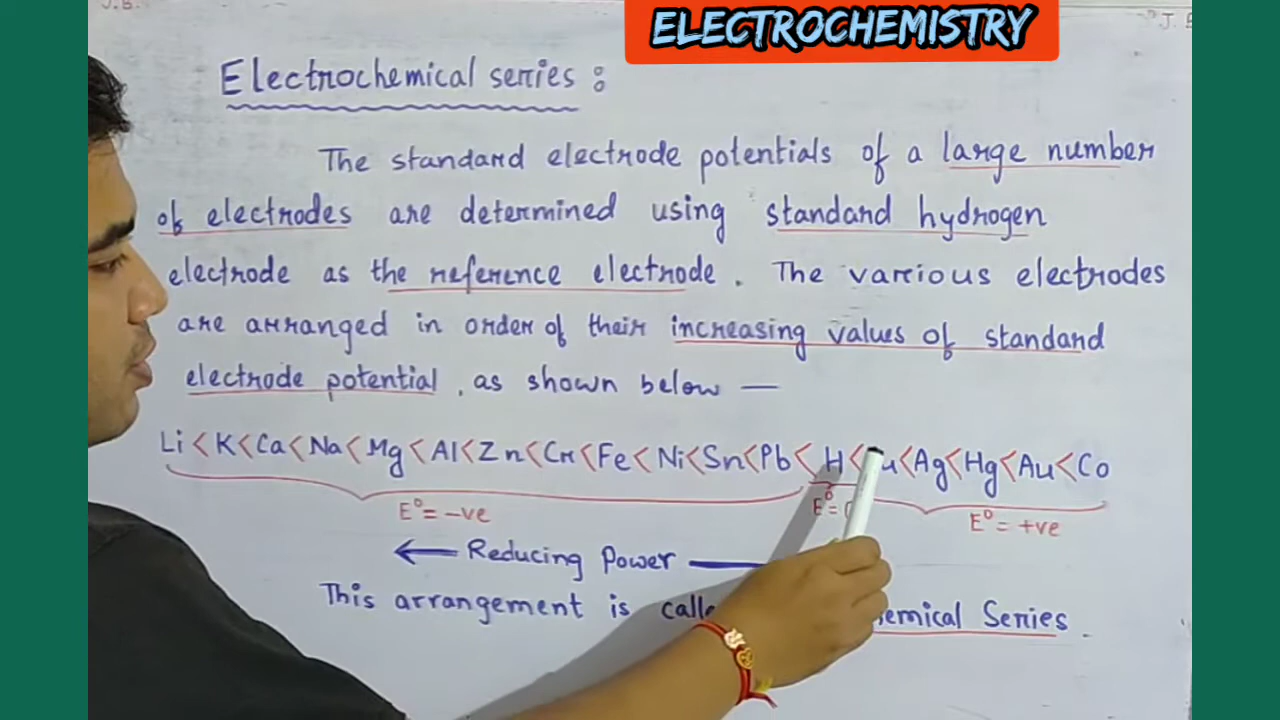 J.B.
ELECTROCHEMISTRY
Electrochemical series :
The standard electrode potentials of a large number
of electrodes are determined using standard hydrogen
electrode as the reference electrode. The various electrodes
are arranged in order of their increasing values of standard
electrode potential, as shown below —
Li < K < Ca < Na < Mg < Al < Zn < Cr < Fe < Ni < Sn < Pb < H < < Ag < Hg < Au < Co
E° = -ve E° = E° = +ve
← Reducing Power
This arrangement is Series.